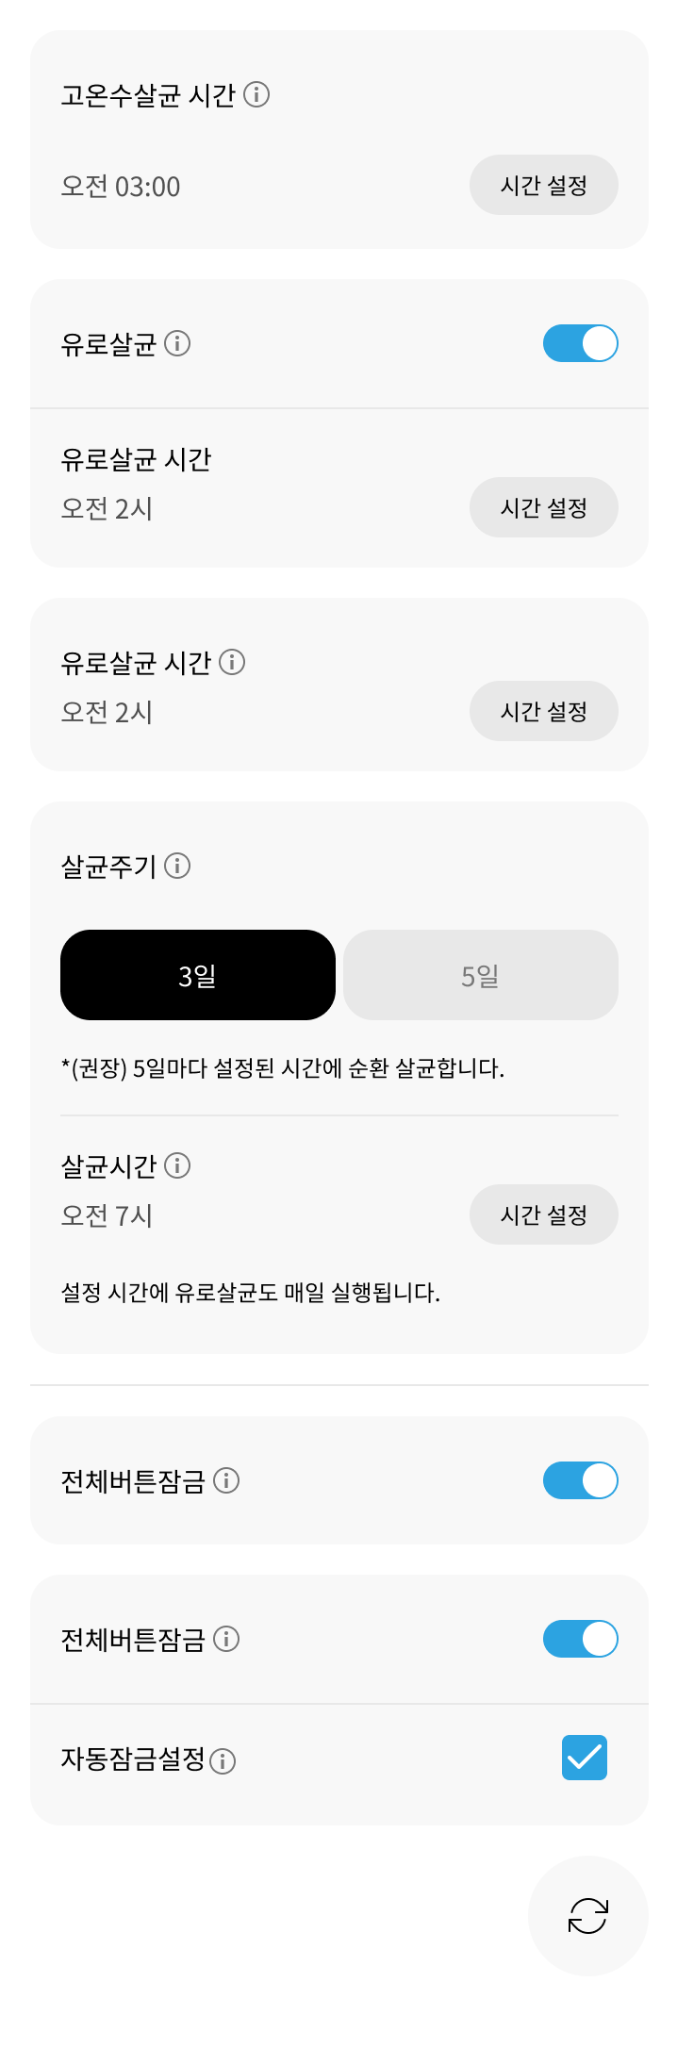 고온수살균 시간
오전 03:00
시간 설정
유로살균
유로살균 시간
오전 2시
시간 설정
유로살균 시간
오전 2시
시간 설정
살균주기
3일
5일
*(권장) 5일마다 설정된 시간에 순환 살균합니다.
살균시간
오전 7시
시간 설정
설정 시간에 유로살균도 매일 실행됩니다.
전체버튼잠금
전체버튼잠금
자동잠금설정